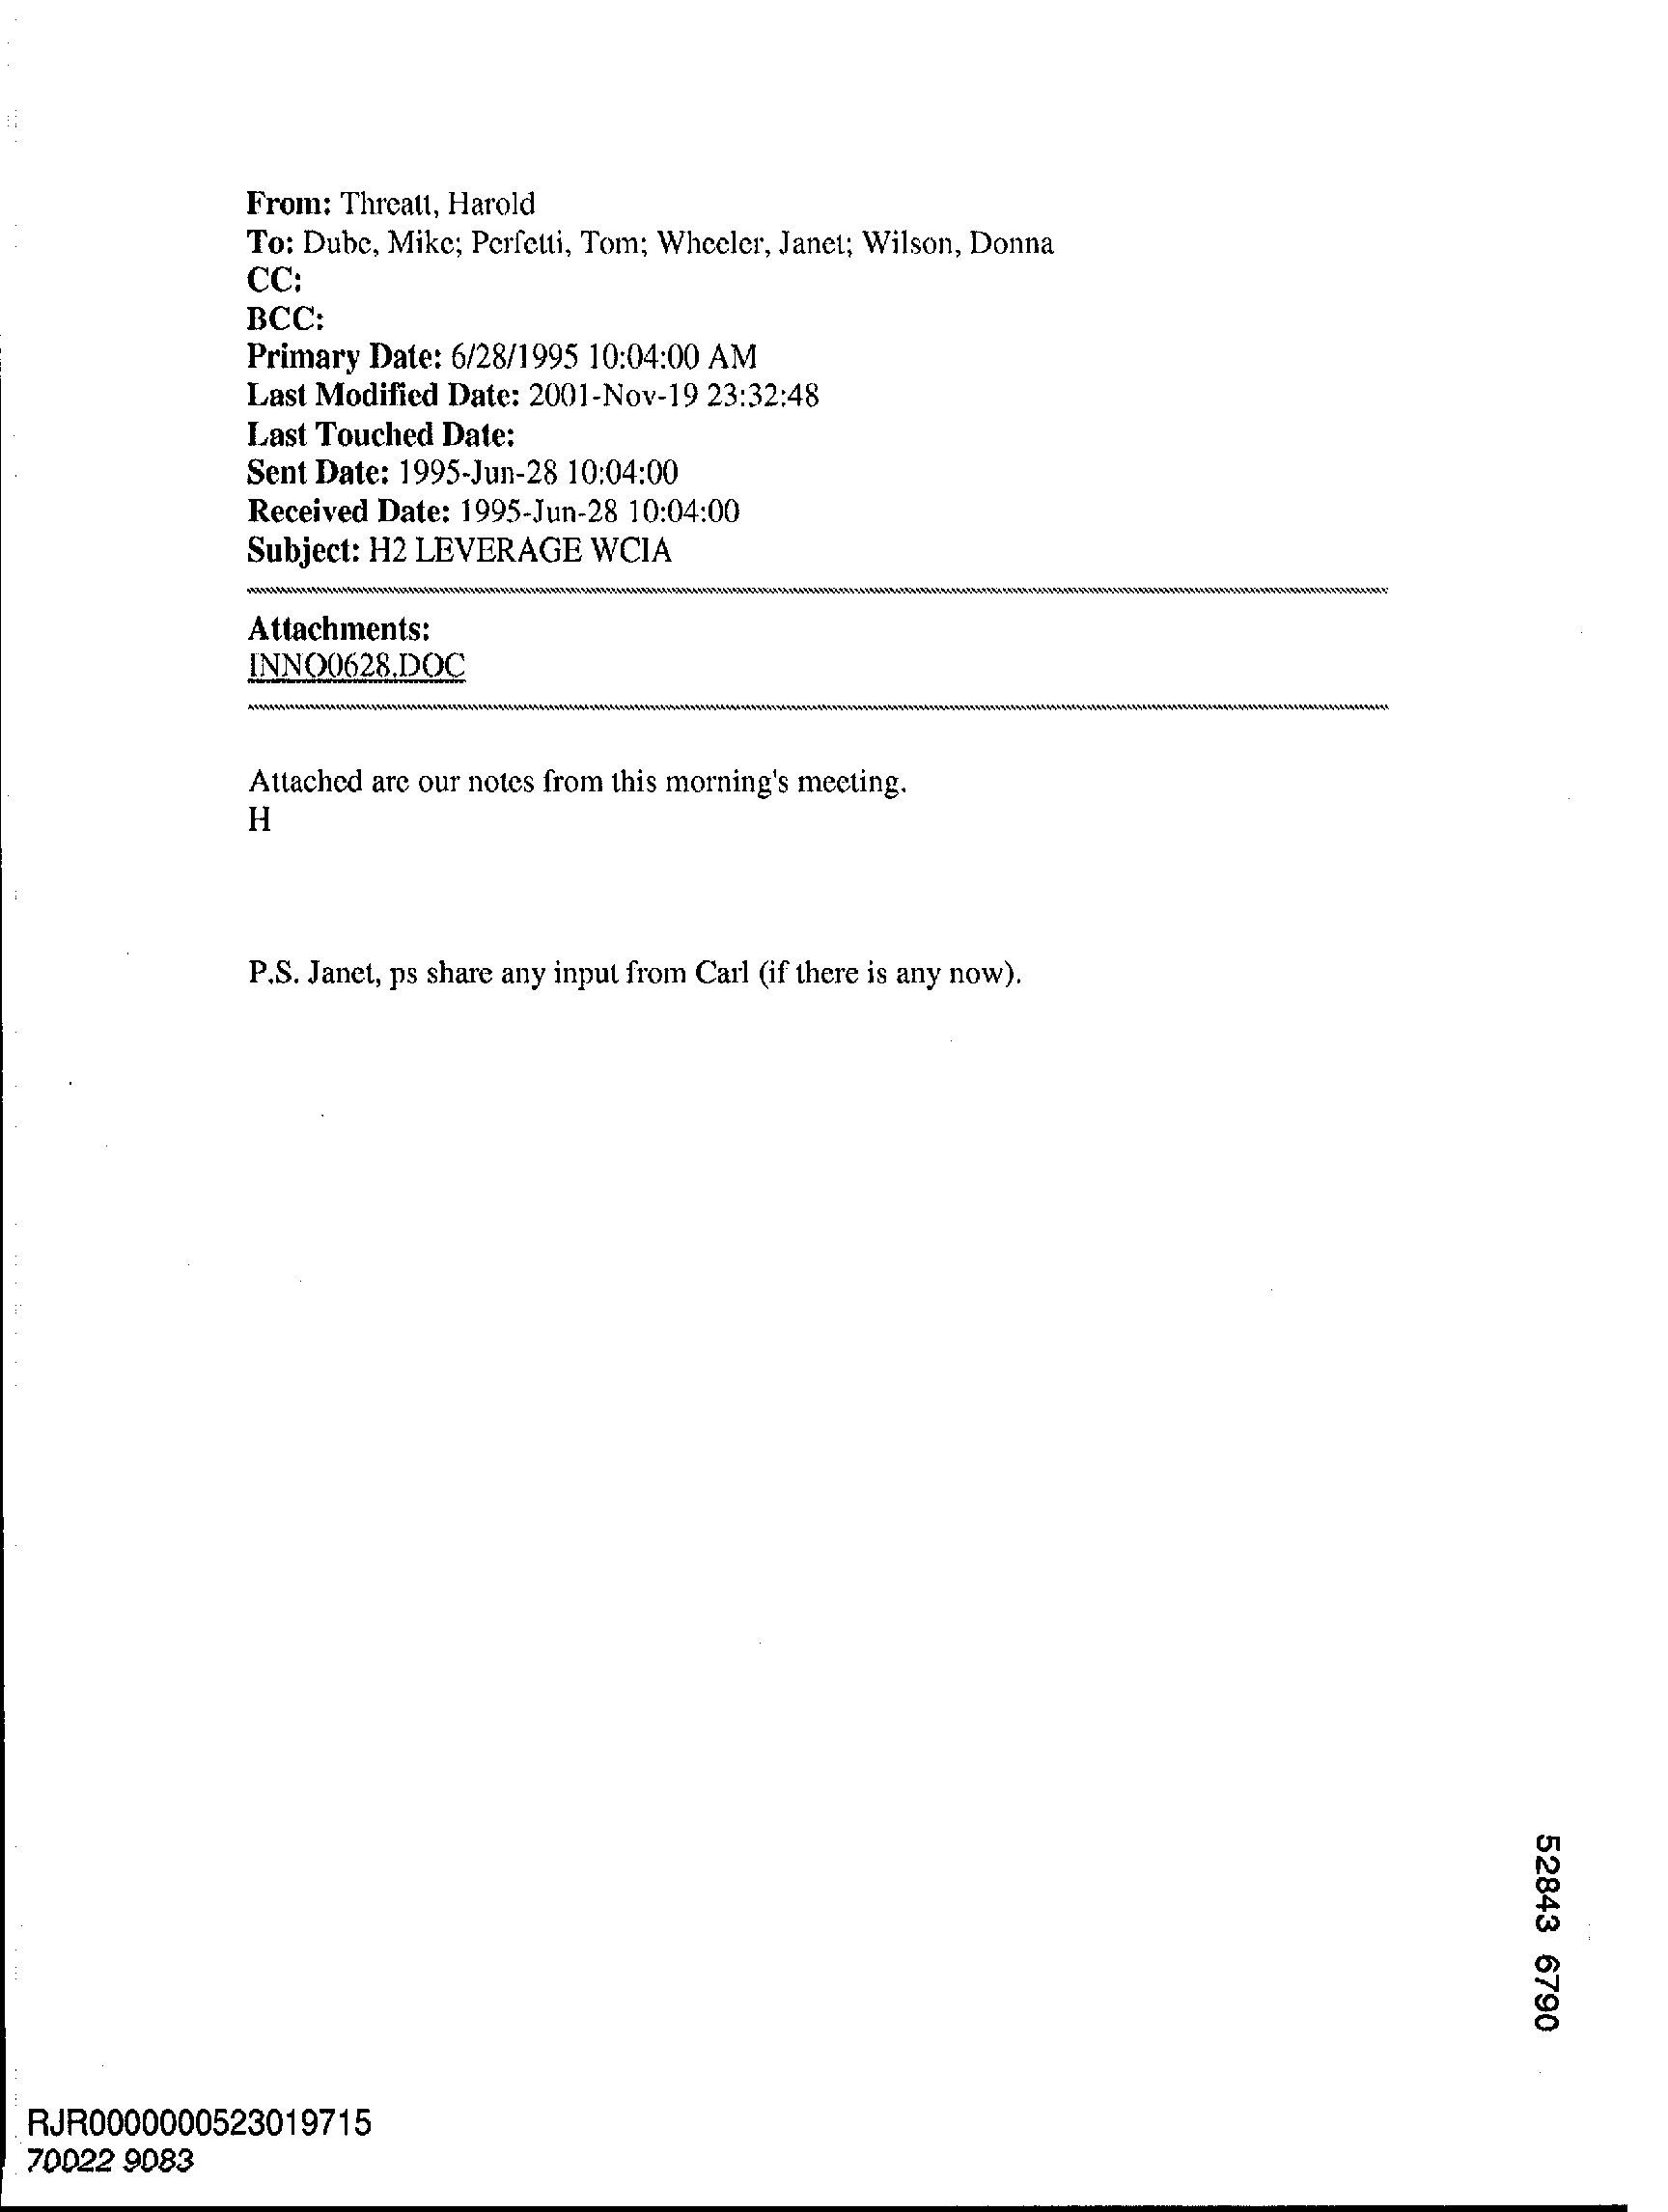 From: Threatt, Harold
To: Dube, Mike; Perfetti, Tom; Wheeler, Janet; Wilson, Donna
CC:
BCC:
Primary Date: 6/28/1995 10:04:00 AM
Last Modified Date: 2001-Nov-19 23:32:48
Last Touched Date:
Sent Date: 1995-Jun-28 10:04:00
Received Date: 1995-Jun-28 10:04:00
Subject: H2 LEVERAGE WCIA
Attachments:
INNO0628.DOC
Attached are our notes from this morning's meeting.
H
P.S. Janet, ps share any input from Carl (if there is any now).
52843 6790
RJR0000000523019715
70022 9083